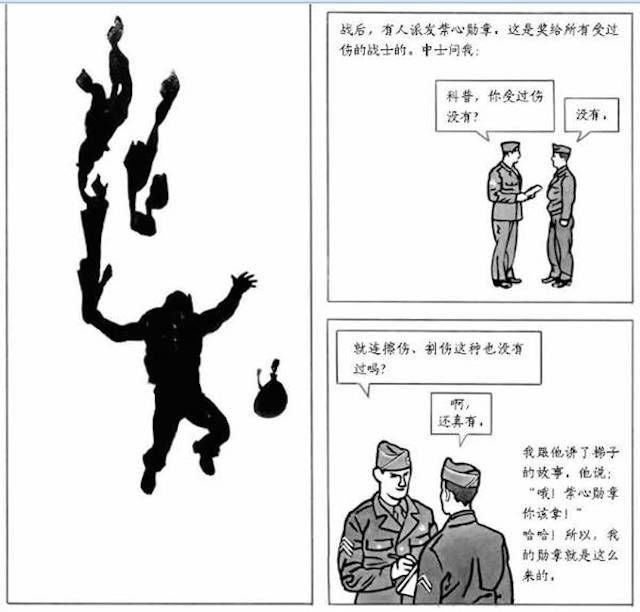 战后，有人派发紫心勋章，这是奖给所有受过
伤的战士的。中士问我：
科普，你受过伤
没有？
没有。
就连擦伤、割伤这种也没有
过吗？
啊，
还真有。
我跟他讲了梯子
的故事，他说：
“哦！紫心勋章
你该拿！”
哈哈！所以，我
的勋章就是这么
来的。